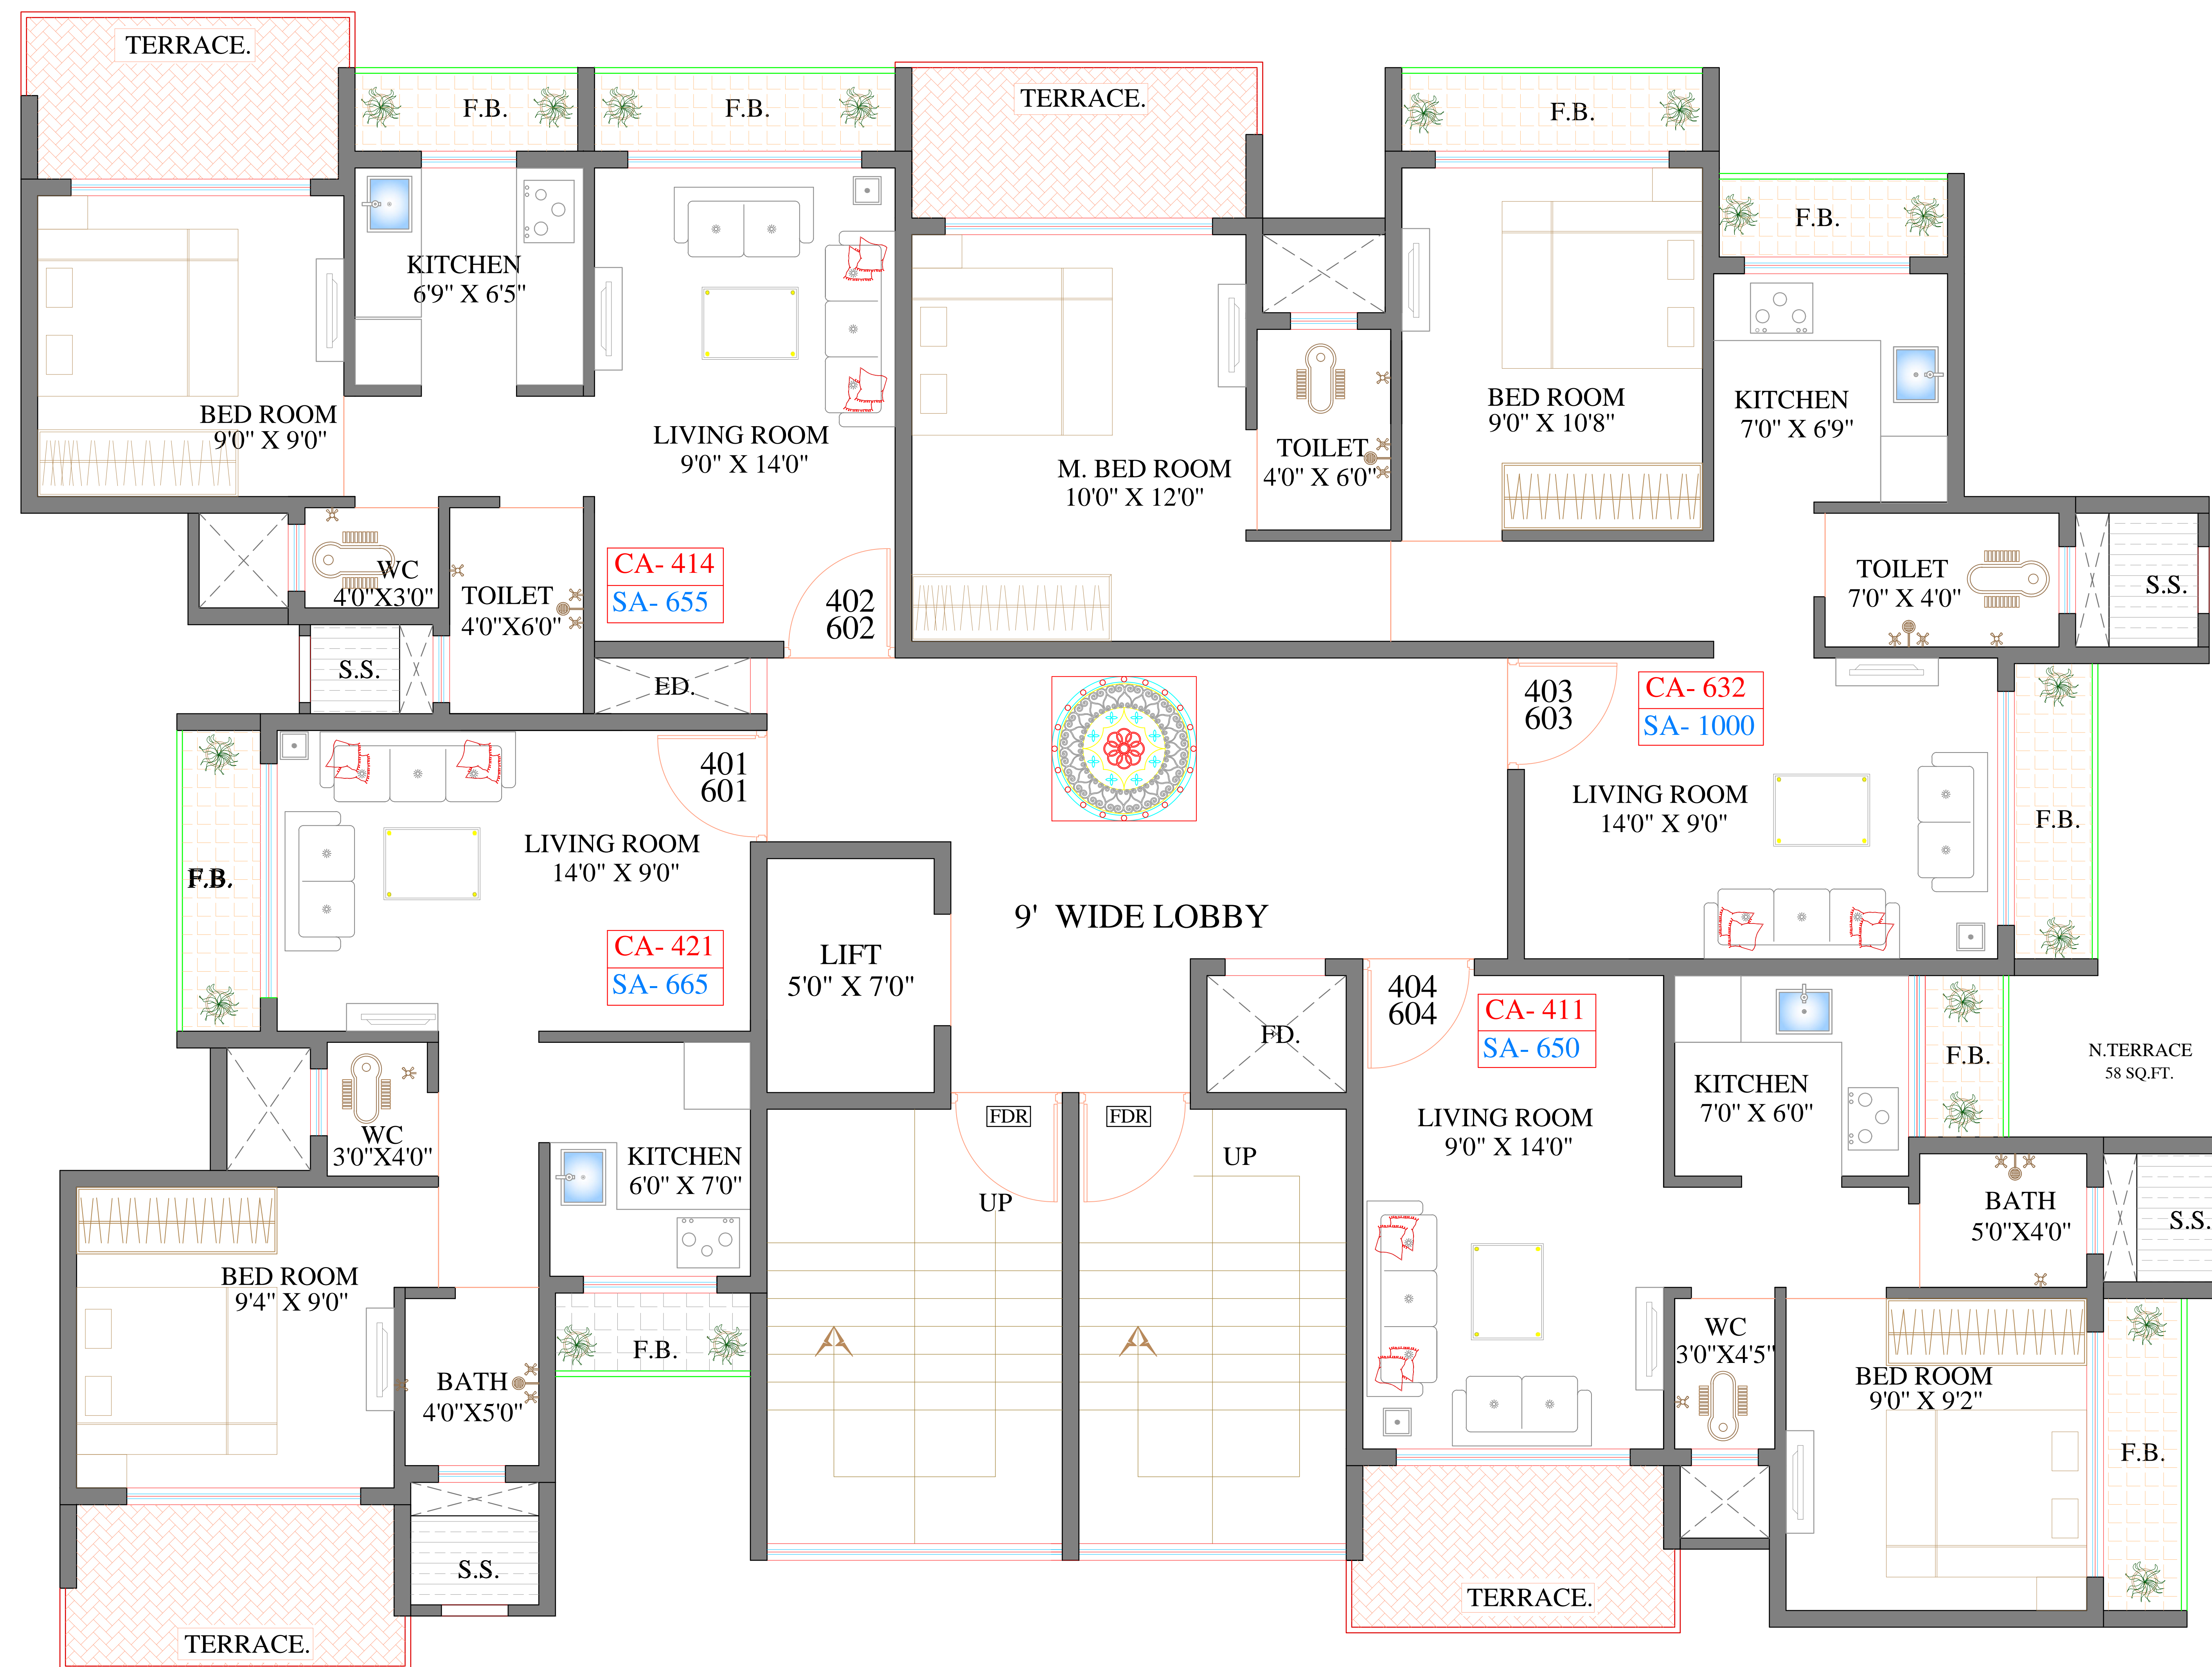 TERRACE.
F.B.
F.B.
TERRACE.
F.B.
F.B.
KITCHEN
6'9" X 6'5"
BED ROOM
9'0" X 9'0"
LIVING ROOM
9'0" X 14'0"
M. BED ROOM
10'0" X 12'0"
TOILET
4'0" X 6'0"
BED ROOM
9'0" X 10'8"
KITCHEN
7'0" X 6'9"
WC
4'0"X3'0"
TOILET
4'0"X6'0"
CA- 414
SA- 655
402
602
TOILET
7'0" X 4'0"
S.S.
S.S.
ED.
403
603
CA- 632
SA- 1000
401
601
LIVING ROOM
14'0" X 9'0"
LIVING ROOM
14'0" X 9'0"
F.B.
F.B.
CA- 421
SA- 665
LIFT
5'0" X 7'0"
9' WIDE LOBBY
FD.
404
604
CA- 411
SA- 650
KITCHEN
7'0" X 6'0"
F.B.
N.TERRACE
58 SQ.FT.
WC
3'0"X4'0"
KITCHEN
6'0" X 7'0"
FDR
FDR
UP
UP
LIVING ROOM
9'0" X 14'0"
BATH
5'0"X4'0"
S.S.
BED ROOM
9'4" X 9'0"
F.B.
BATH
4'0"X5'0"
WC
3'0"X4'5"
BED ROOM
9'0" X 9'2"
F.B.
S.S.
TERRACE.
TERRACE.